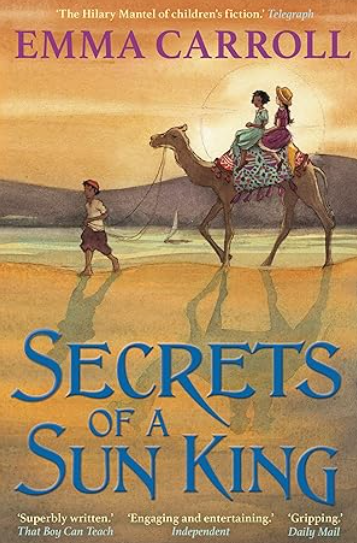 'The Hilary Mantel of children's fiction.' Telegraph
EMMA CARROLL
SECRETS
OF A
SUN KING
'Superbly written.' 'Engaging and entertaining.' 'Gripping.'
That Boy Can Teach Independent Daily Mail